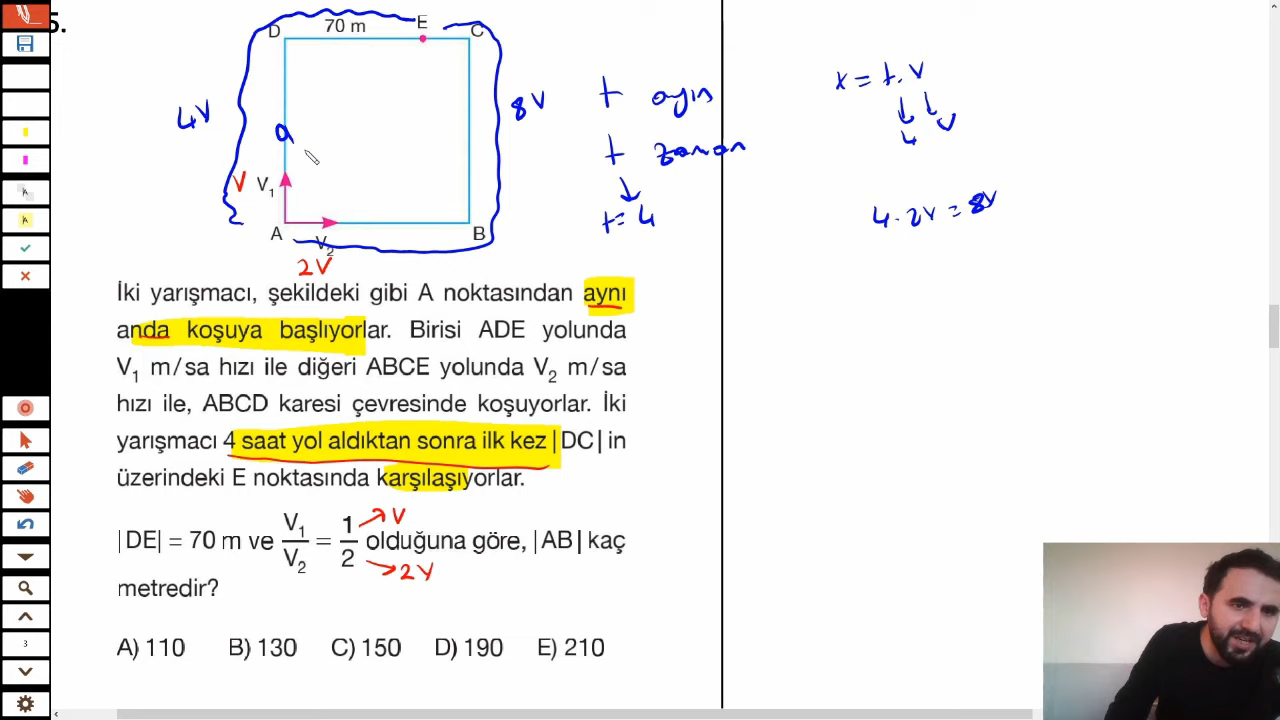 5.
D 70 m E C
4V
8V
a
V V₁
A V₂ B
2V
t aynı
t zaman
t = 4
x = t . V
4 V
4 . 2V = 8V
İki yarışmacı, şekildeki gibi A noktasından aynı
anda koşuya başlıyorlar. Birisi ADE yolunda
V₁ m/sa hızı ile diğeri ABCE yolunda V₂ m/sa
hızı ile, ABCD karesi çevresinde koşuyorlar. İki
yarışmacı 4 saat yol aldıktan sonra ilk kez |DC| in
üzerindeki E noktasında karşılaşıyorlar.
|DE| = 70 m ve V₁/V₂ = 1/2 olduğuna göre, |AB| kaç
V
2V
metredir?
A) 110 B) 130 C) 150 D) 190 E) 210
A
A
3